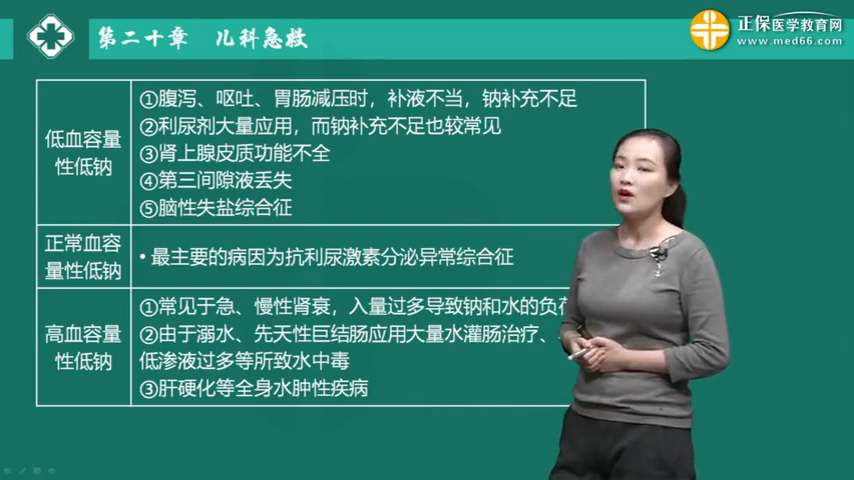 第二十章 儿科急救
正保医学教育网
www.med66.com
低血容量
性低钠
①腹泻、呕吐、胃肠减压时，补液不当，钠补充不足
②利尿剂大量应用，而钠补充不足也较常见
③肾上腺皮质功能不全
④第三间隙液丢失
⑤脑性失盐综合征
正常血容
量性低钠
•最主要的病因为抗利尿激素分泌异常综合征
高血容量
性低钠
①常见于急、慢性肾衰，入量过多导致钠和水的负
②由于溺水、先天性巨结肠应用大量水灌肠治疗、
低渗液过多等所致水中毒
③肝硬化等全身水肿性疾病